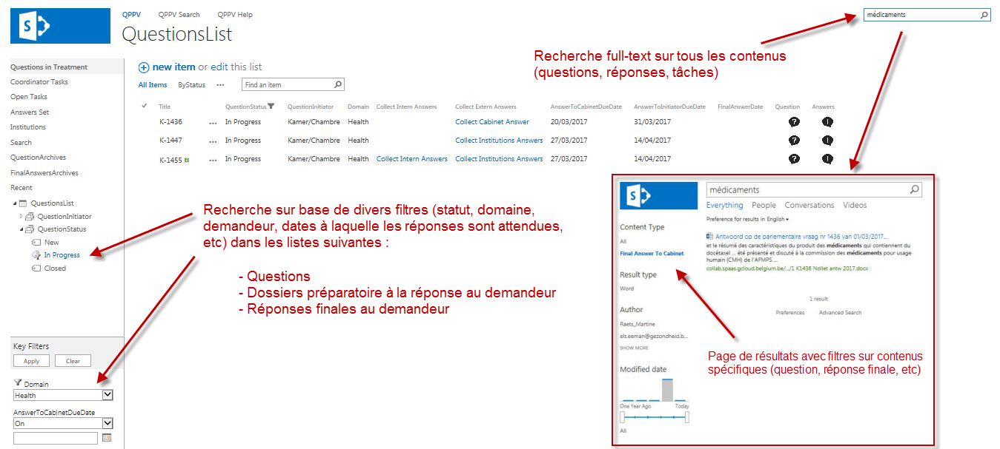 QPPV QPPV Search QPPV Help
QuestionsList
médicaments
Recherche full-text sur tous les contenus
(questions, réponses, tâches)
Questions in Treatment
Coordinator Tasks
Open Tasks
Answers Set
Institutions
Search
QuestionArchives
FinalAnswersArchives
Recent
QuestionsList
QuestionInitiator
QuestionStatus
New
In Progress
Closed
new item or edit this list
All Items ByStatus ... Find an item
Title QuestionStatus QuestionInitiator Domain Collect Intern Answers Collect Extern Answers AnswerToCabinetDueDate AnswerToInitiatorDueDate FinalAnswerDate Question Answers
K-1436 ... In Progress Kamer/Chambre Health Collect Cabinet Answer 20/03/2017 31/03/2017
K-1447 ... In Progress Kamer/Chambre Health Collect Institutions Answers 27/03/2017 14/04/2017
K-1455 ... In Progress Kamer/Chambre Health Collect Intern Answers Collect Institutions Answers 27/03/2017 14/04/2017
Recherche sur base de divers filtres (statut, domaine,
demandeur, dates à laquelle les réponses sont attendues,
etc) dans les listes suivantes :
- Questions
- Dossiers préparatoire à la réponse au demandeur
- Réponses finales au demandeur
Key Filters
Apply Clear
Domain
Health
AnswerToCabinetDueDate
On
médicaments
Everything People Conversations Videos
Preference for results in English
Content Type
All
Final Answer To Cabinet
Result type
Word
Author
Raets_Martine
els.eeman@gezondheid.b...
SHOW MORE
Modified date
One Year Ago Today
All
Antwoord op de parlementaire vraag nr 1436 van 01/03/2017...
et le résumé des caractéristiques du produit des médicaments qui contiennent du
docétaxel ... été présenté et discuté à la commission des médicaments pour usage
humain (CMH) de l'AFMPS ...
collab.spaas.gcloud.belgium.be/.../1 K1436 Nollet antw 2017.docx
1 result
Preferences Advanced Search
Page de résultats avec filtres sur contenus
spécifiques (question, réponse finale, etc)